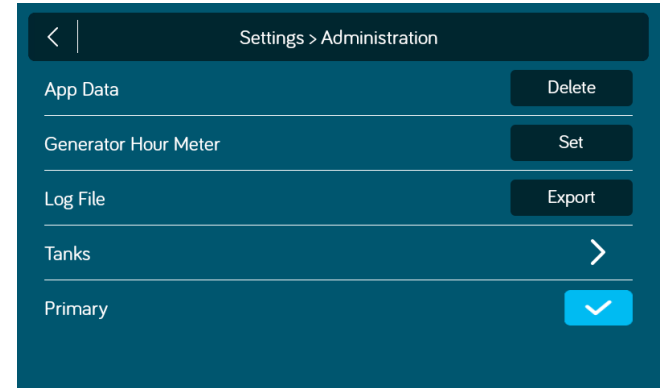 Settings > Administration
App Data Delete
Generator Hour Meter Set
Log File Export
Tanks
Primary